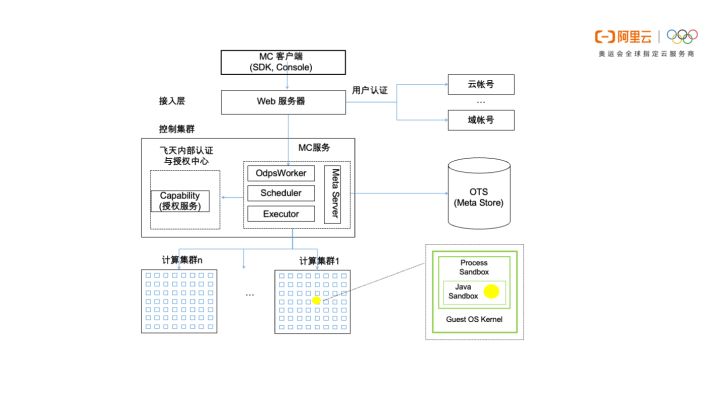 阿里云
奥运会全球指定云服务商
MC 客户端
(SDK, Console)
用户认证
云帐号
接入层
Web 服务器
...
域帐号
控制集群
飞天内部认证
与授权中心
MC服务
OdpsWorker
Scheduler
Executor
Meta Server
Capability
(授权服务)
OTS
(Meta Store)
计算集群n
...
计算集群1
Process
Sandbox
Java
Sandbox
Guest OS Kernel